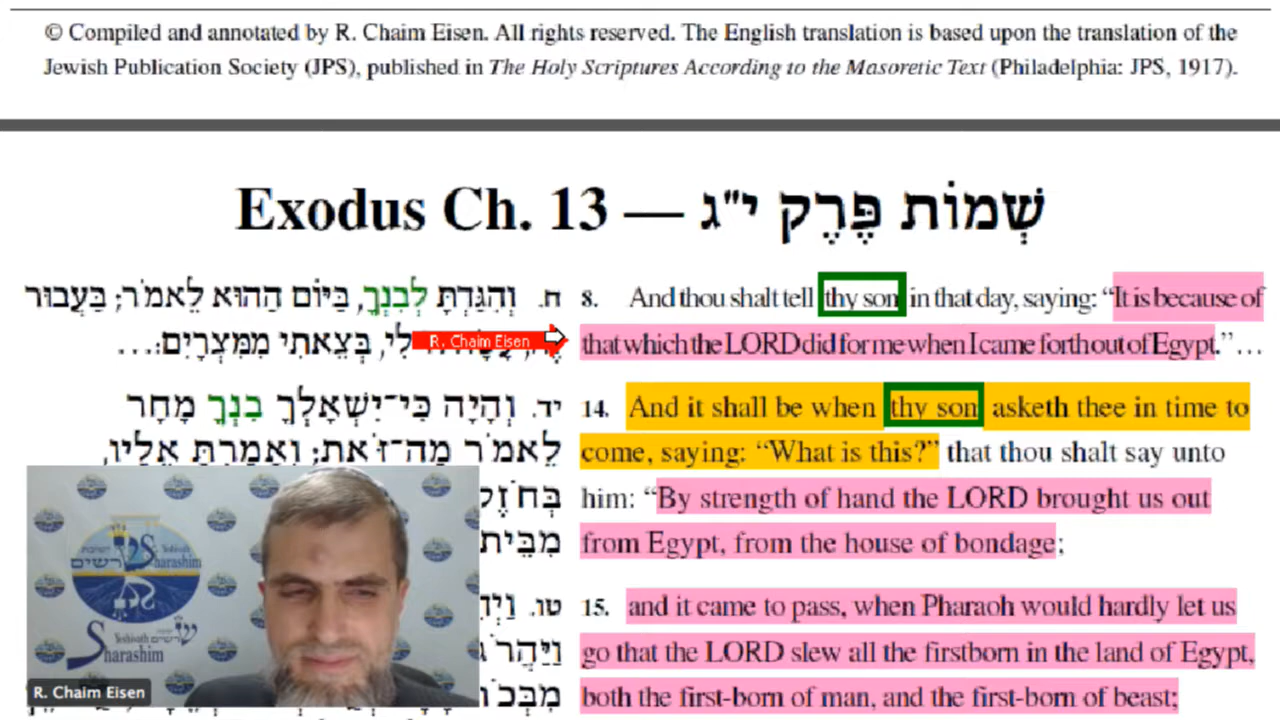 © Compiled and annotated by R. Chaim Eisen. All rights reserved. The English translation is based upon the translation of the
Jewish Publication Society (JPS), published in The Holy Scriptures According to the Masoretic Text (Philadelphia: JPS, 1917).
Exodus Ch. 13 — שְׁמוֹת פֶּרֶק י"ג
ח. וְהִגַּדְתָּ לְבִנְךָ, בַּיּוֹם הַהוּא לֵאמֹר; בַּעֲבוּר
לִי, בְּצֵאתִי מִמִּצְרָיִם:...
R. Chaim Eisen
8. And thou shalt tell thy son in that day, saying: “It is because of
that which the LORD did for me when I came forth out of Egypt.”…
יד. וְהָיָה כִּי־יִשְׁאָלְךָ בִנְךָ מָחָר
לֵאמֹר מַה־זֹּאת; וְאָמַרְתָּ אֵלָיו,
14. And it shall be when thy son asketh thee in time to
come, saying: “What is this?” that thou shalt say unto
him: “By strength of hand the LORD brought us out
from Egypt, from the house of bondage;
טו.
15. and it came to pass, when Pharaoh would hardly let us
go that the LORD slew all the firstborn in the land of Egypt,
both the first-born of man, and the first-born of beast;
Yeshivath
Sharashim
ישיבת
שרשים
Yeshivath
Sharashim
R. Chaim Eisen